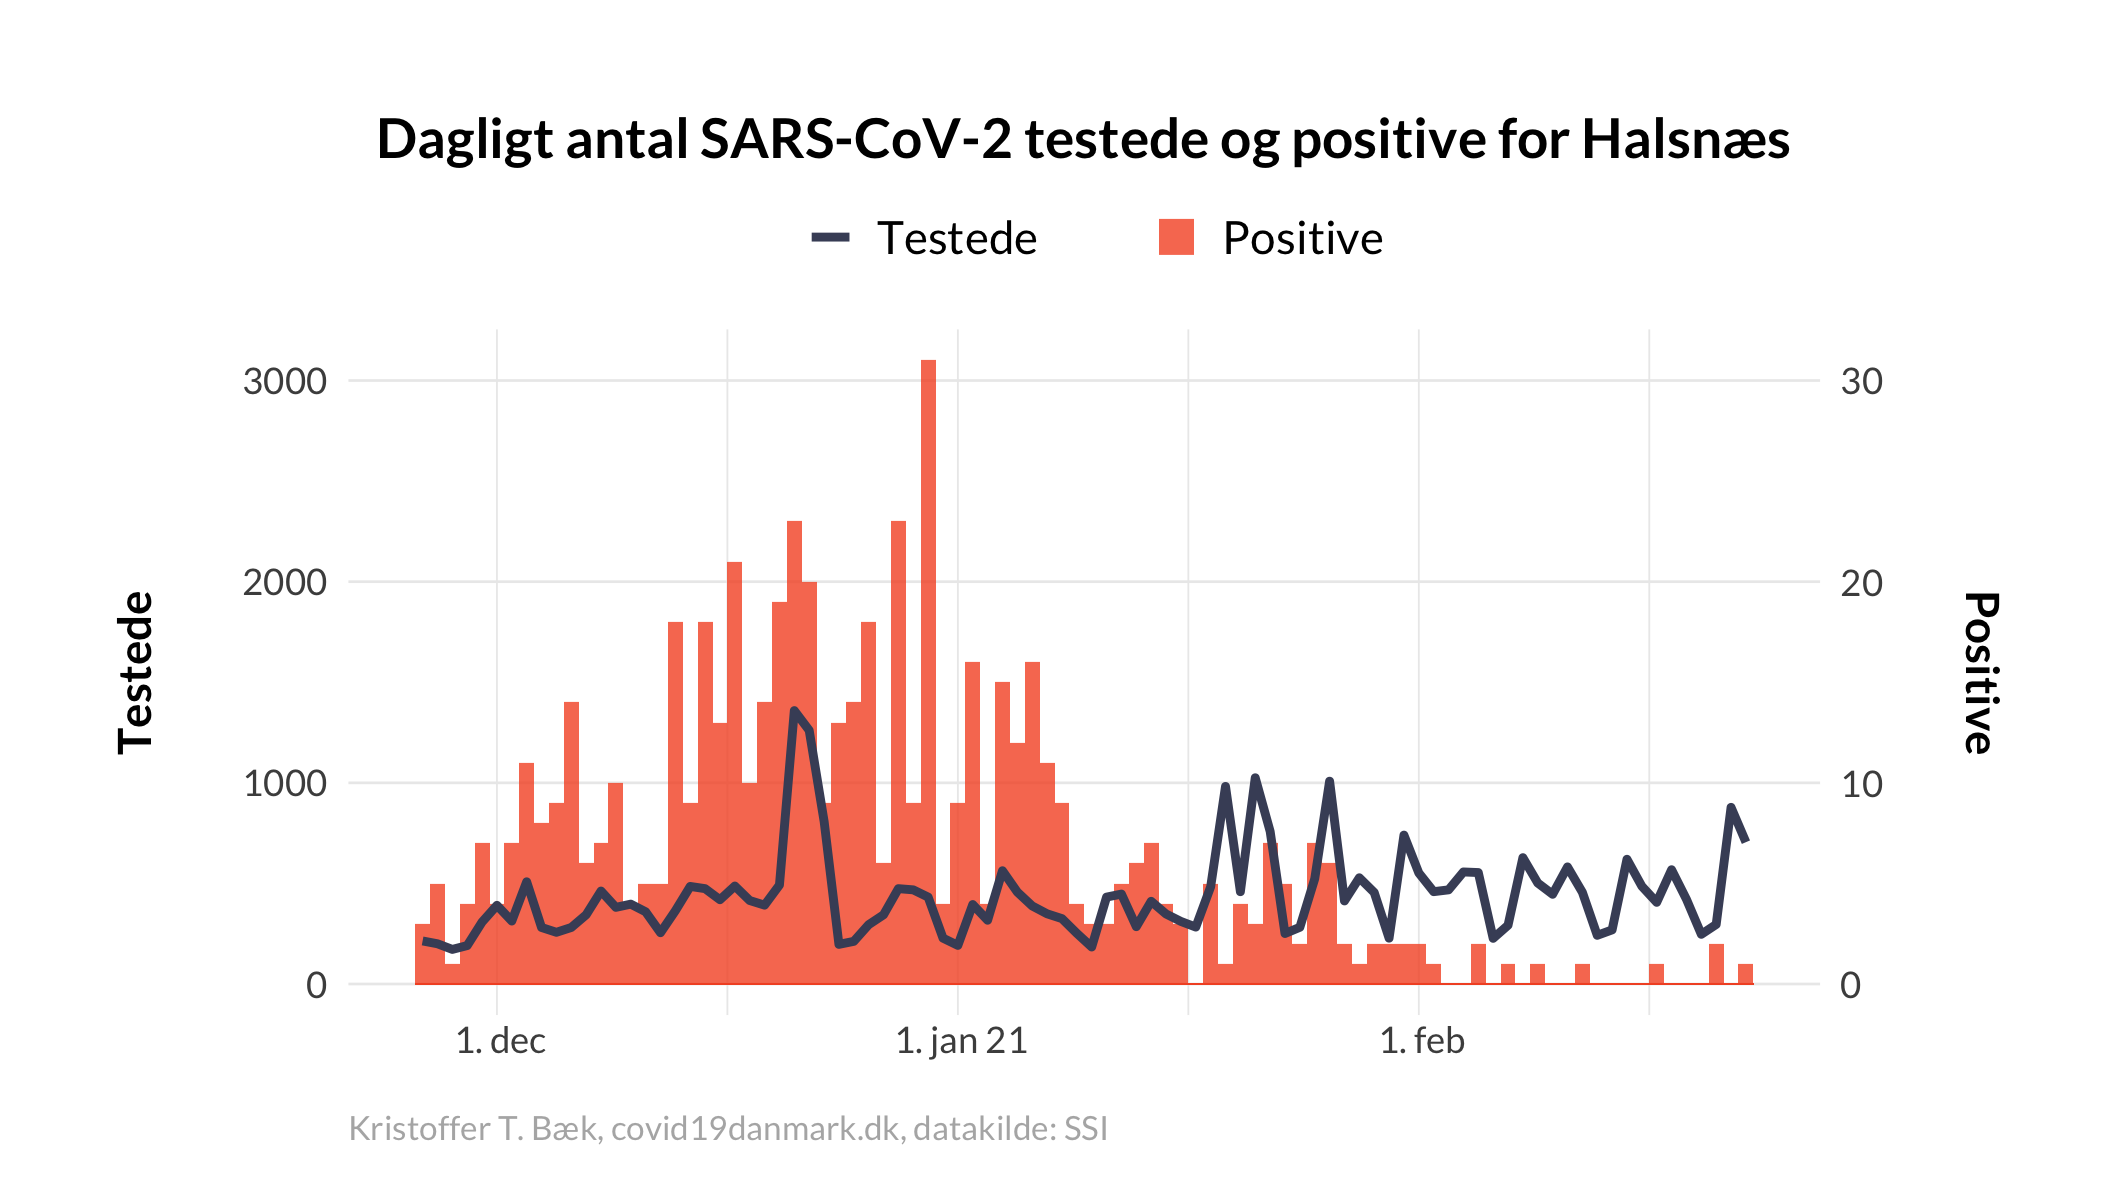 Dagligt antal SARS-CoV-2 testede og positive for Halsnæs
Testede
Positive
3000
2000
1000
0
Testede
30
20
10
0
Positive
1. dec
1. jan 21
1. feb
Kristoffer T. Bæk, covid19danmark.dk, datakilde: SSI